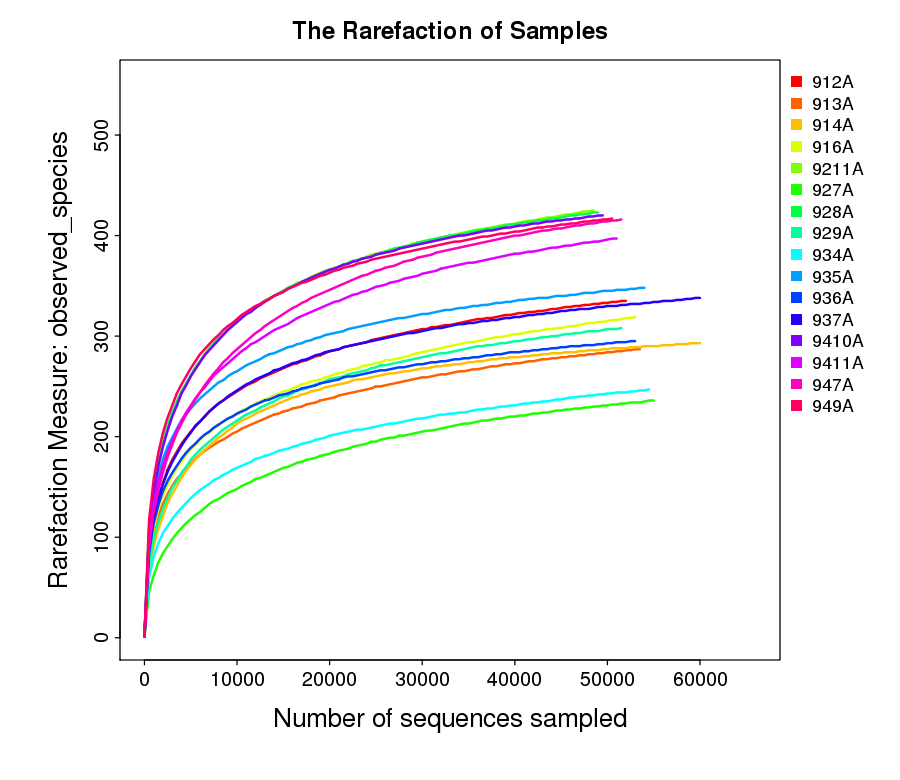 The Rarefaction of Samples
Rarefaction Measure: observed_species
500
400
300
200
100
0
0 10000 20000 30000 40000 50000 60000
Number of sequences sampled
912A
913A
914A
916A
9211A
927A
928A
929A
934A
935A
936A
937A
9410A
9411A
947A
949A